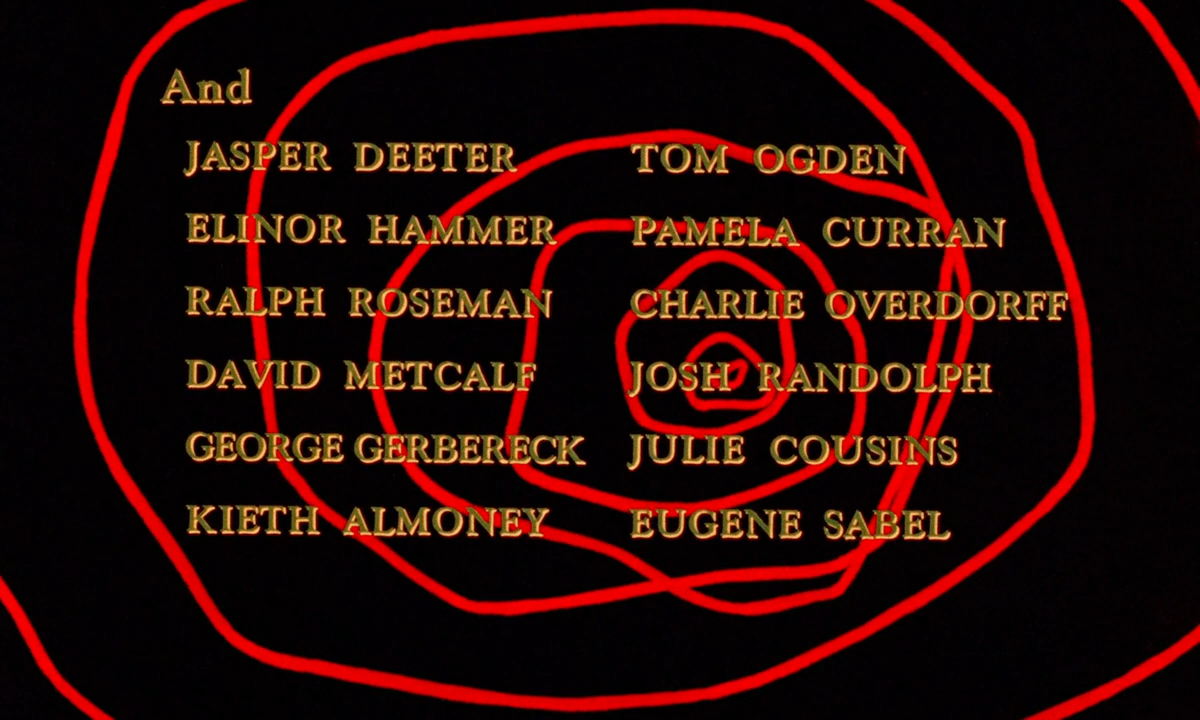 And
JASPER DEETER
ELINOR HAMMER
RALPH ROSEMAN
DAVID METCALF
GEORGE GERBERECK
KIETH ALMONEY
TOM OGDEN
PAMELA CURRAN
CHARLIE OVERDORFF
JOSH RANDOLPH
JULIE COUSINS
EUGENE SABEL